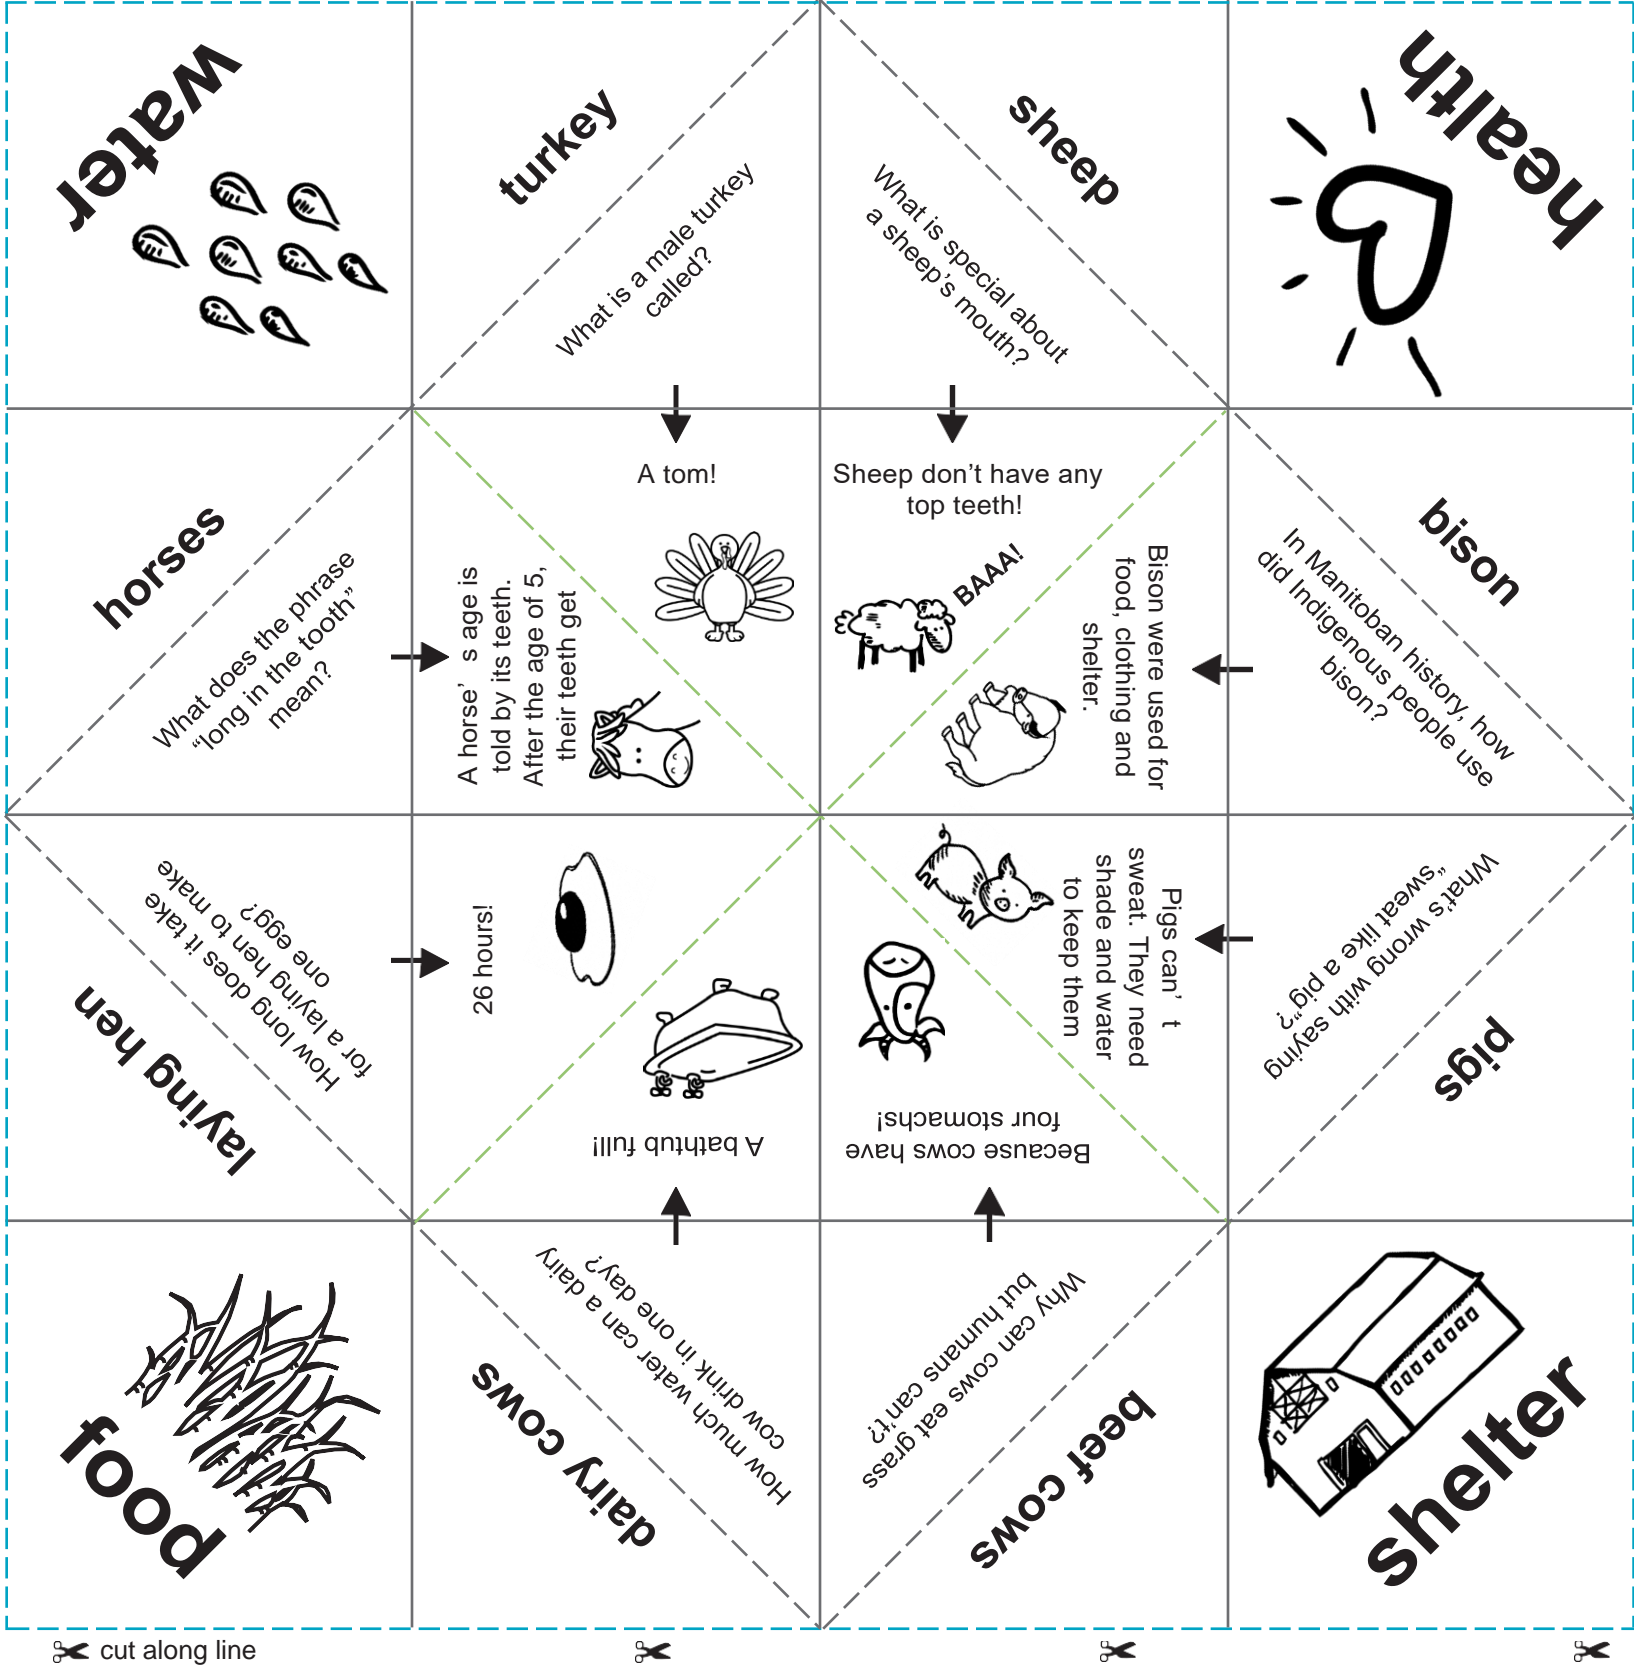 water
turkey
What is a male turkey
called?
sheep
What is special about
a sheep's mouth?
health
A tom!
Sheep don't have any
top teeth!
BAAA!
horses
What does the phrase
“long in the tooth”
mean?
A horse’ s age is
told by its teeth.
After the age of 5,
their teeth get
Bison were used for
food, clothing and
shelter.
bison
In Manitoban history, how
did Indigenous people use
bison?
laying hen
How long does it take
for a laying hen to make
one egg?
26 hours!
Pigs can’ t
sweat. They need
shade and water
to keep them
pigs
What’s wrong with saying
“sweat like a pig”?
A bathtub full!
Because cows have
four stomachs!
food
dairy cows
How much water can a dairy
cow drink in one day?
beef cows
Why can cows eat grass
but humans can’t?
shelter
cut along line